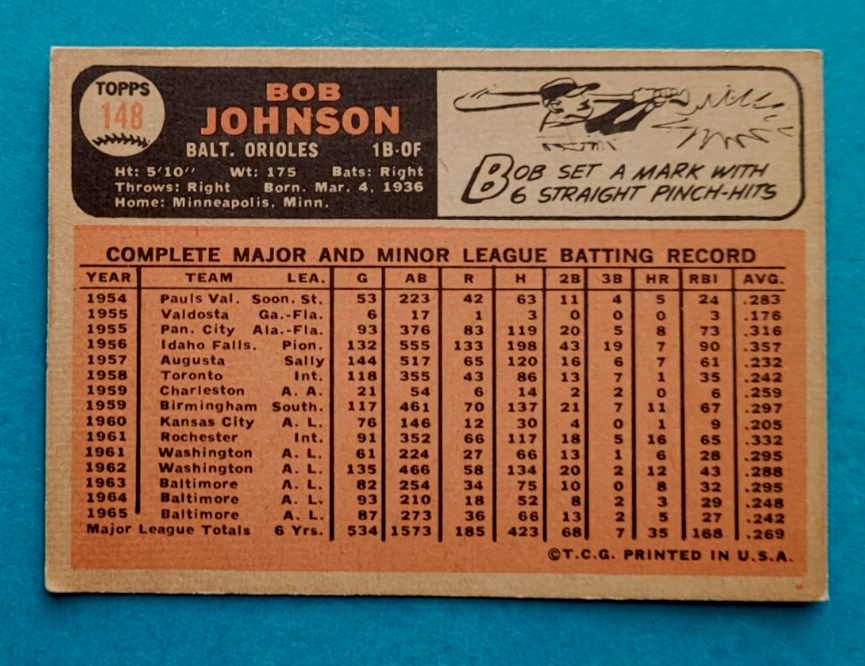 TOPPS
148
BOB
JOHNSON
BALT. ORIOLES 1B-OF
Ht: 5'10" Wt: 175 Bats: Right
Throws: Right Born. Mar. 4, 1936
Home: Minneapolis, Minn.
BOB SET A MARK WITH
6 STRAIGHT PINCH-HITS
COMPLETE MAJOR AND MINOR LEAGUE BATTING RECORD
YEAR TEAM LEA. G AB R H 2B 3B HR RBI AVG.
1954 Pauls Val. Soon. St. 53 223 42 63 11 4 5 24 .283
1955 Valdosta Ga.-Fla. 6 17 1 3 0 0 0 3 .176
1955 Pan. City Ala.-Fla. 93 376 83 119 20 5 8 73 .316
1956 Idaho Falls. Pion. 132 555 133 198 43 19 7 90 .357
1957 Augusta Sally 144 517 65 120 16 6 7 61 .232
1958 Toronto Int. 118 355 43 86 13 7 1 35 .242
1959 Charleston A. A. 21 54 6 14 2 2 0 6 .259
1959 Birmingham South. 117 461 70 137 21 7 11 67 .297
1960 Kansas City A. L. 76 146 12 30 4 0 1 9 .205
1961 Rochester Int. 91 352 66 117 18 5 16 65 .332
1961 Washington A. L. 61 224 27 66 13 1 6 28 .295
1962 Washington A. L. 135 466 58 134 20 2 12 43 .288
1963 Baltimore A. L. 82 254 34 75 10 0 8 32 .295
1964 Baltimore A. L. 93 210 18 52 8 2 3 29 .248
1965 Baltimore A. L. 87 273 36 66 13 2 5 27 .242
Major League Totals 6 Yrs. 534 1573 185 423 68 7 35 168 .269
©T.C.G. PRINTED IN U.S.A.